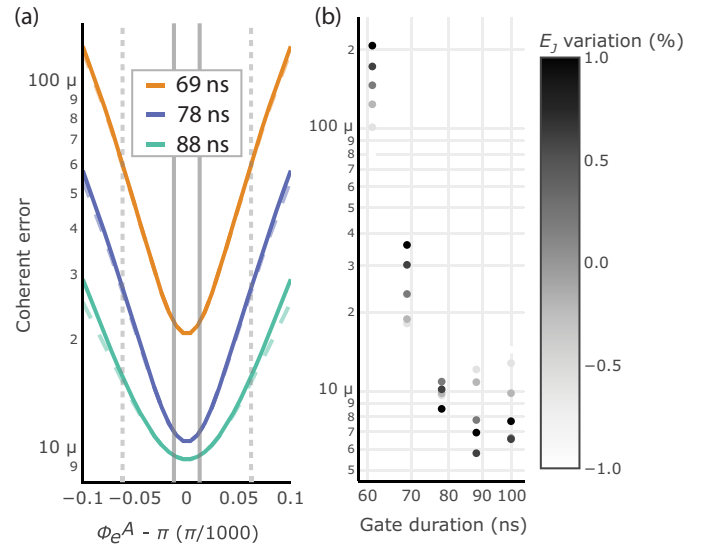 (a)
100 μ
9
8
7
6
5
4
3
2
10 μ
9
Coherent error
69 ns
78 ns
88 ns
−0.1
−0.05
0
0.05
0.1
ϕeA - π (π/1000)
(b)
2
100 μ
9
8
7
6
5
4
3
2
10 μ
9
8
7
6
5
60
70
80
90
100
Gate duration (ns)
EJ variation (%)
1.0
0.5
0.0
−0.5
−1.0